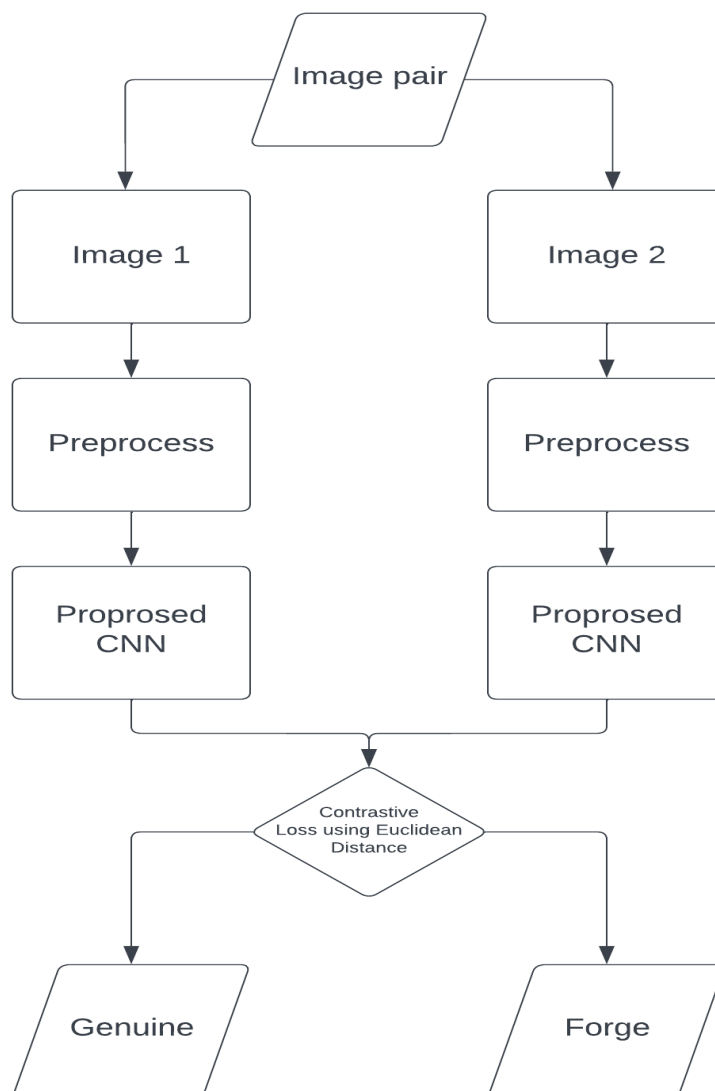 Image pair
Image 1
Image 2
Preprocess
Preprocess
Proprosed
CNN
Proprosed
CNN
Contrastive
Loss using Euclidean
Distance
Genuine
Forge